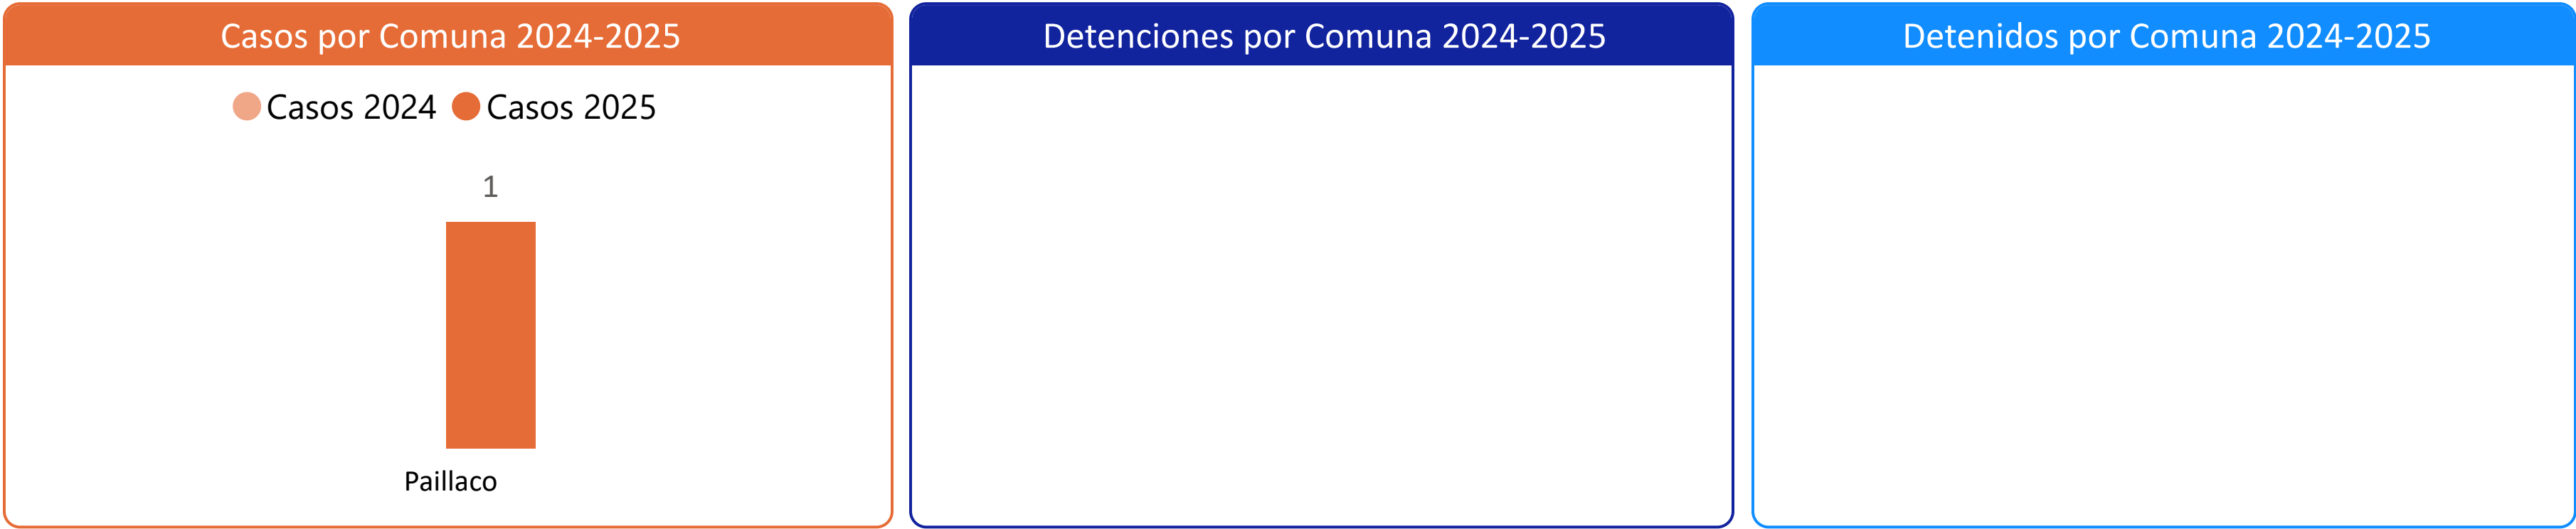 Casos por Comuna 2024-2025
Casos 2024 Casos 2025
1
Paillaco
Detenciones por Comuna 2024-2025
Detenidos por Comuna 2024-2025